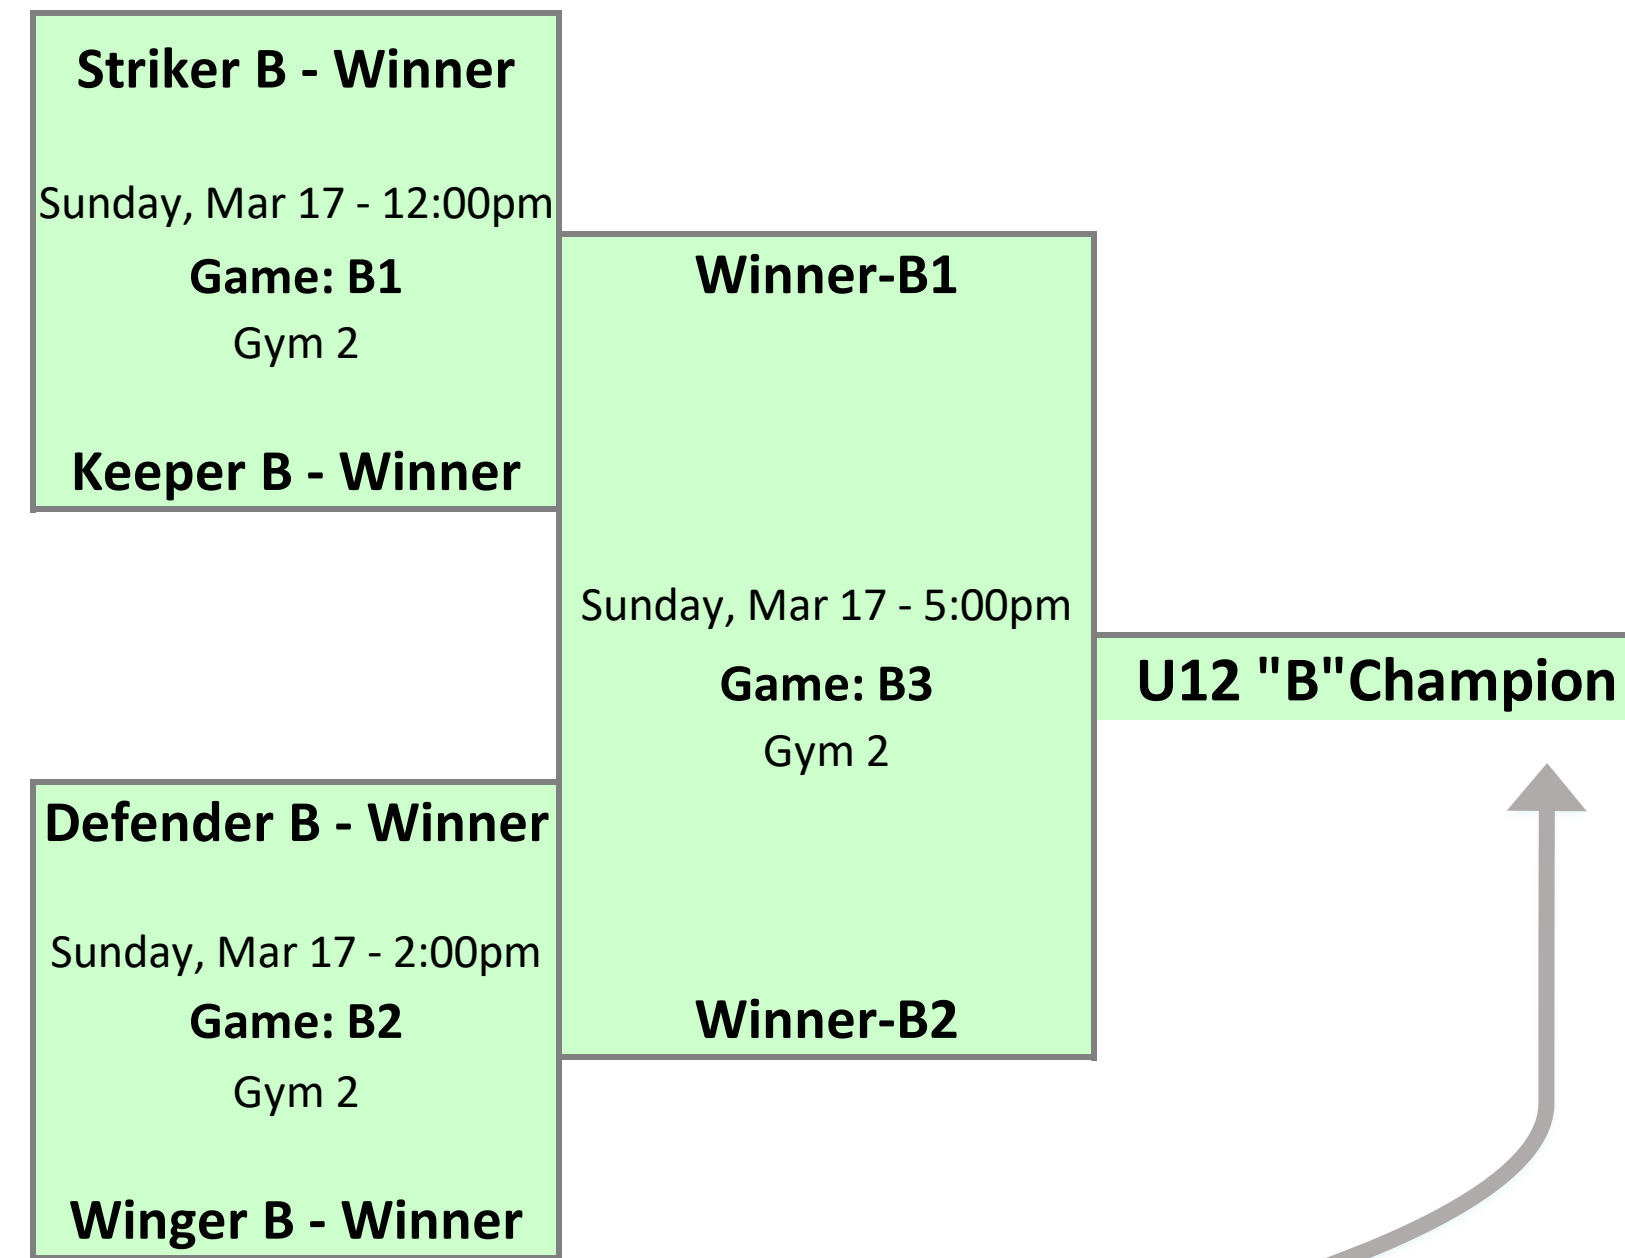 Striker B - Winner
Sunday, Mar 17 - 12:00pm
Game: B1
Gym 2
Keeper B - Winner
Winner-B1
Sunday, Mar 17 - 5:00pm
Game: B3
Gym 2
Winner-B2
U12 "B"Champion
Defender B - Winner
Sunday, Mar 17 - 2:00pm
Game: B2
Gym 2
Winger B - Winner